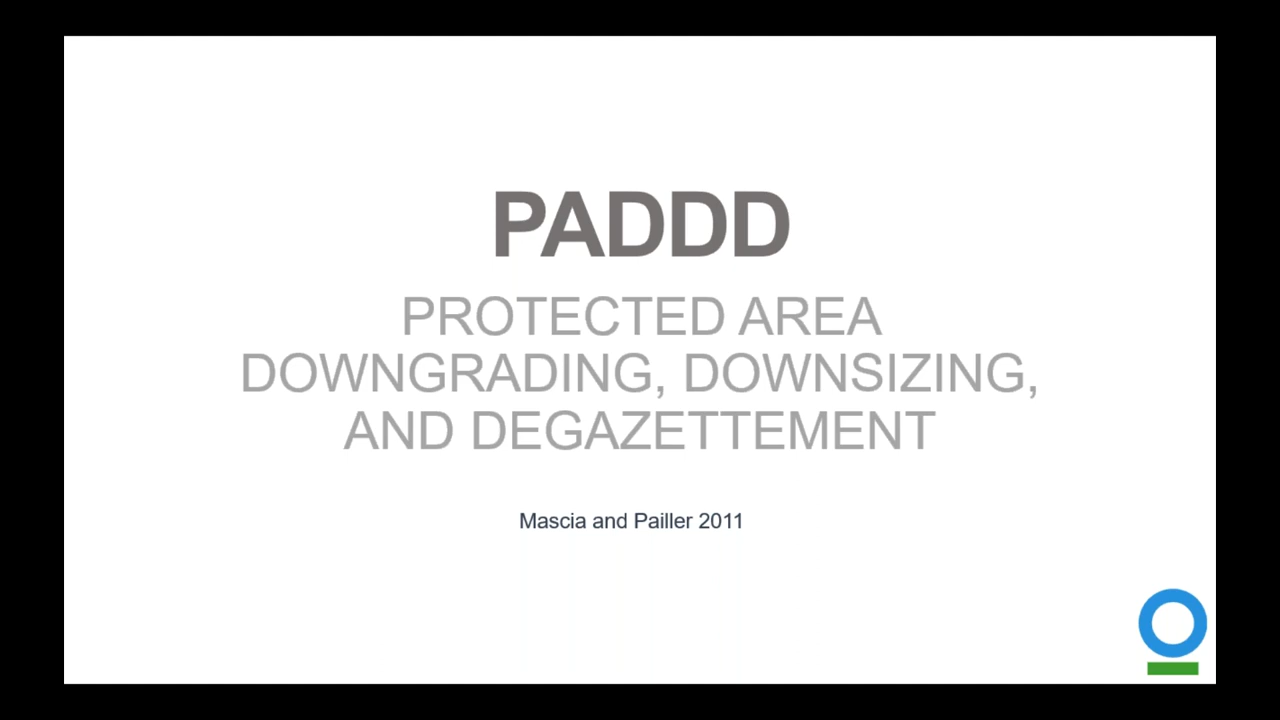 PADDD
PROTECTED AREA
DOWNGRADING, DOWNSIZING,
AND DEGAZETTEMENT
Mascia and Pailler 2011